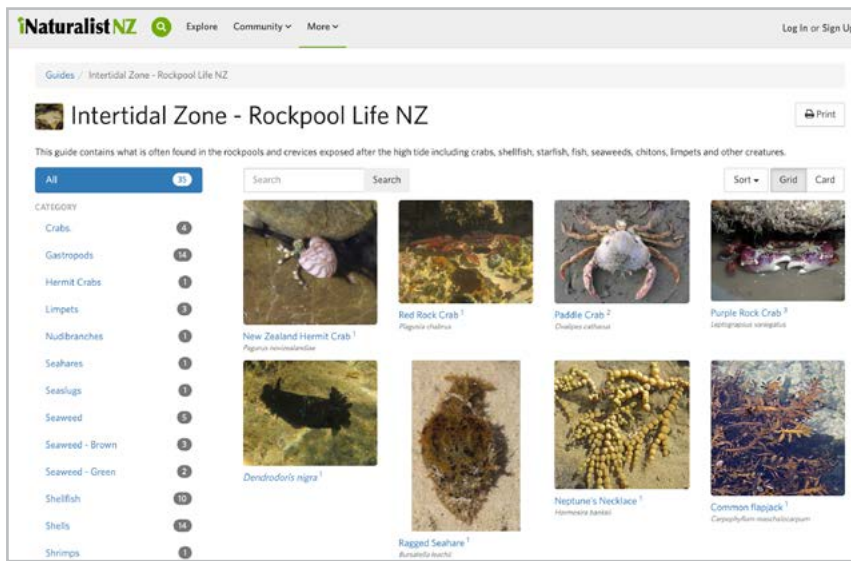 iNaturalistNZ Explore Community More Log In or Sign Up
Guides / Intertidal Zone - Rockpool Life NZ
Intertidal Zone - Rockpool Life NZ
Print
This guide contains what is often found in the rockpools and crevices exposed after the high tide including crabs, shellfish, starfish, fish, seaweeds, chitons, limpets and other creatures.
All 35
Search Search Sort Grid Card
CATEGORY
Crabs 4
Gastropods 14
Hermit Crabs 1
Limpets 3
Nudibranches 1
Seahares 1
Seaslugs 1
Seaweed 5
Seaweed - Brown 3
Seaweed - Green 2
Shellfish 10
Shells 14
Shrimps 1
New Zealand Hermit Crab 1
Pagurus novizealandiae
Red Rock Crab 1
Plagusia chabrus
Paddle Crab 2
Ovalipes catharus
Purple Rock Crab 3
Leptograpsus variegatus
Dendrodoris nigra 1
Ragged Seahare 1
Bursatella leachii
Neptune's Necklace 1
Hormosira banksii
Common flapjack 1
Carpophyllum maschalocarpum